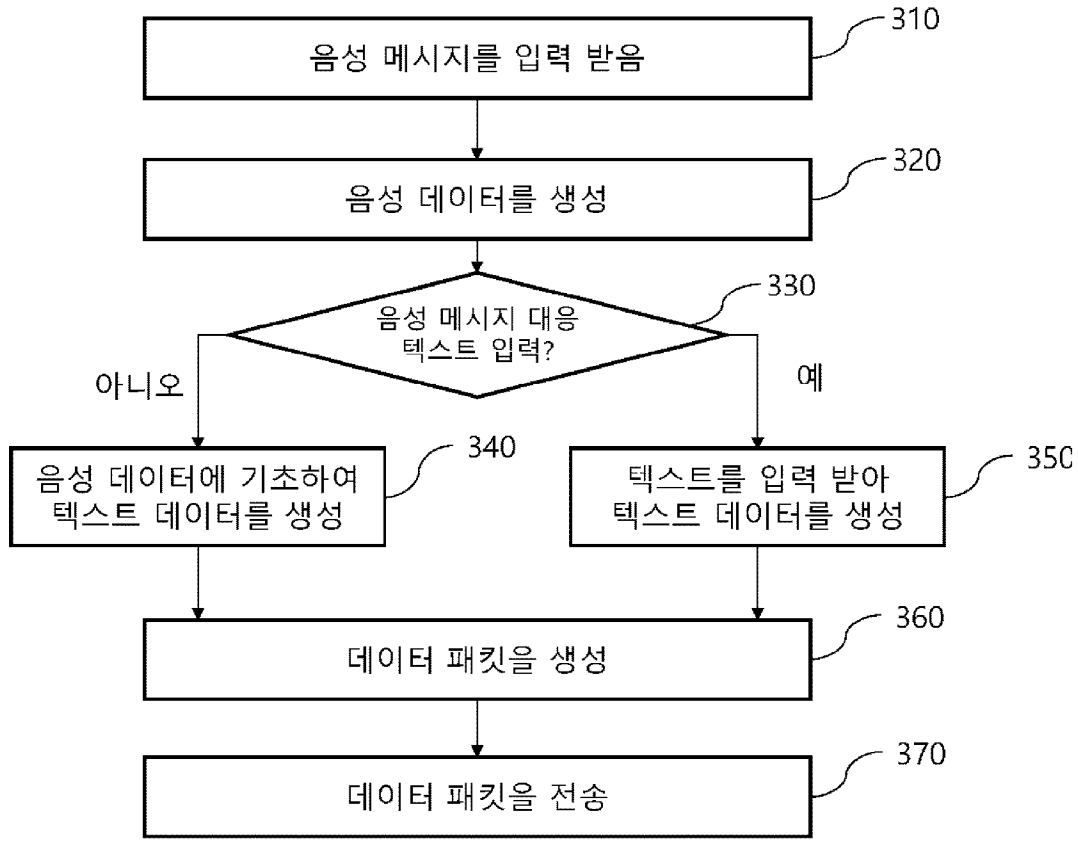 310
음성 메시지를 입력 받음
320
음성 데이터를 생성
330
음성 메시지 대응
텍스트 입력?
아니오
예
340
음성 데이터에 기초하여
텍스트 데이터를 생성
350
텍스트를 입력 받아
텍스트 데이터를 생성
360
데이터 패킷을 생성
370
데이터 패킷을 전송